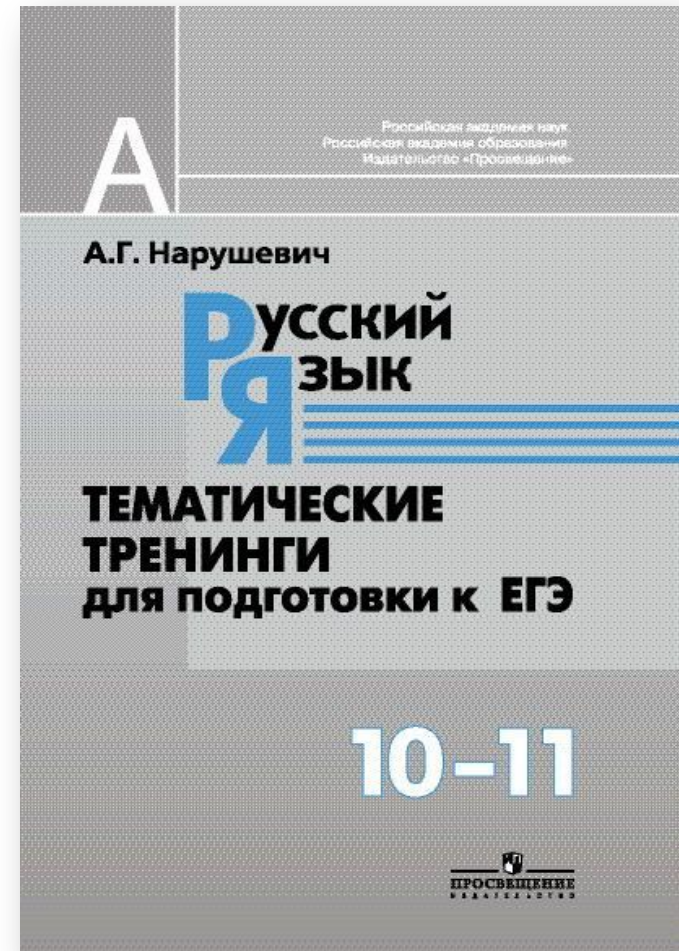 А
Российская академия наук
Российская академия образования
Издательство «Просвещение»
А.Г. Нарушевич
Русский
Язык
ТЕМАТИЧЕСКИЕ
ТРЕНИНГИ
для подготовки к ЕГЭ
10–11
ПРОСВЕЩЕНИЕ
ИЗДАТЕЛЬСТВО